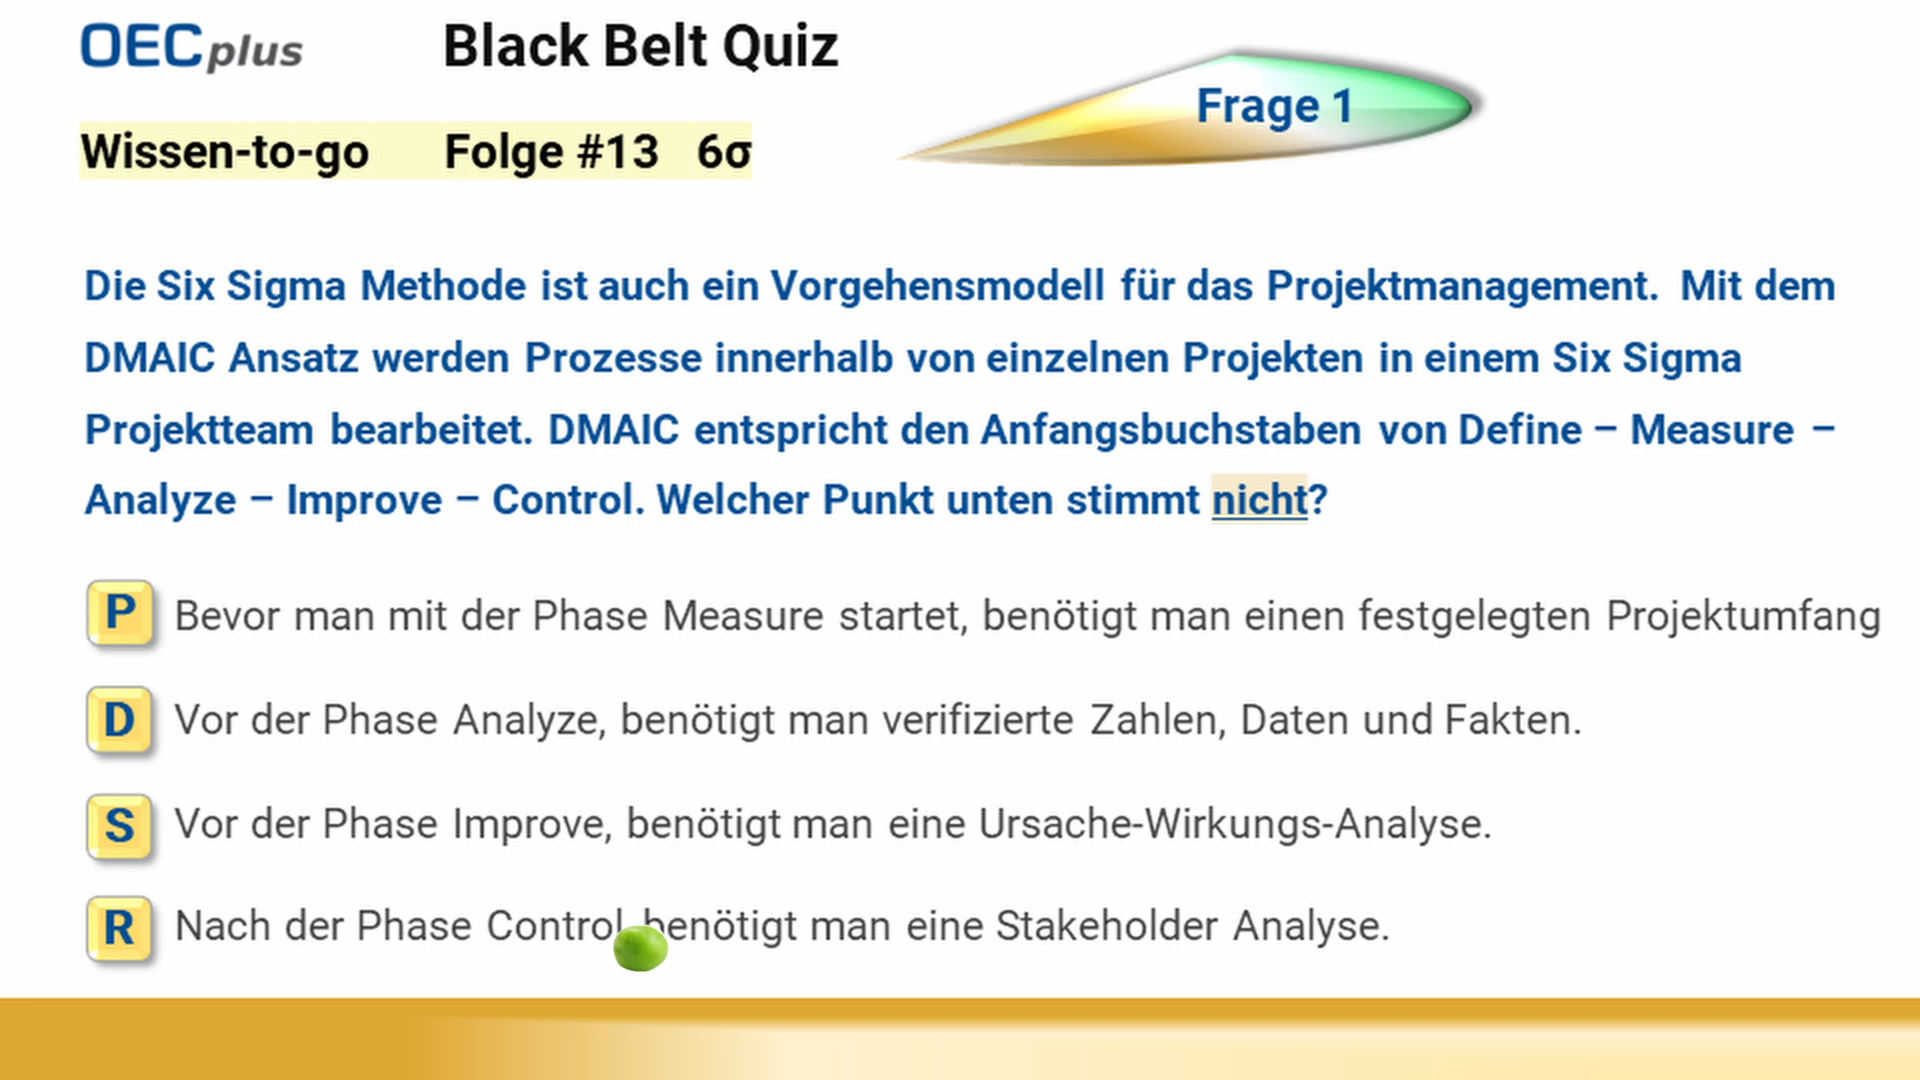 OECplus Black Belt Quiz
Frage 1
Wissen-to-go Folge #13 6σ
Die Six Sigma Methode ist auch ein Vorgehensmodell für das Projektmanagement. Mit dem
DMAIC Ansatz werden Prozesse innerhalb von einzelnen Projekten in einem Six Sigma
Projektteam bearbeitet. DMAIC entspricht den Anfangsbuchstaben von Define – Measure –
Analyze – Improve – Control. Welcher Punkt unten stimmt nicht?
P Bevor man mit der Phase Measure startet, benötigt man einen festgelegten Projektumfang
D Vor der Phase Analyze, benötigt man verifizierte Zahlen, Daten und Fakten.
S Vor der Phase Improve, benötigt man eine Ursache-Wirkungs-Analyse.
R Nach der Phase Control, benötigt man eine Stakeholder Analyse.